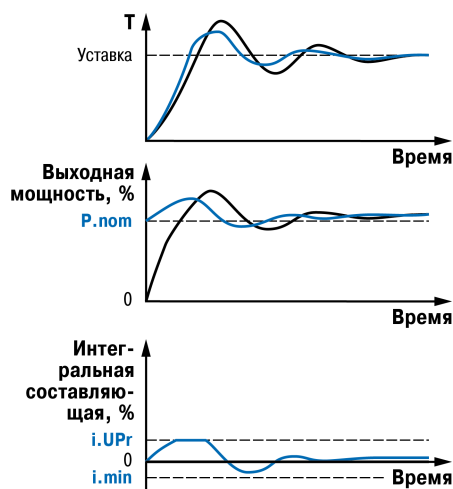 T
Уставка
Время
Выходная
мощность, %
P.nom
0
Время
Интег-
ральная
составляю-
щая, %
i.UPr
0
i.min
Время